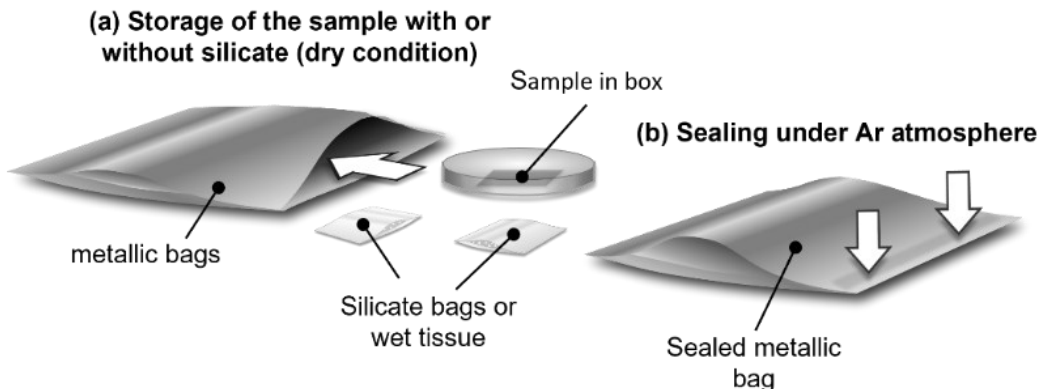 (a) Storage of the sample with or
without silicate (dry condition)
Sample in box
(b) Sealing under Ar atmosphere
metallic bags
Silicate bags or
wet tissue
Sealed metallic
bag